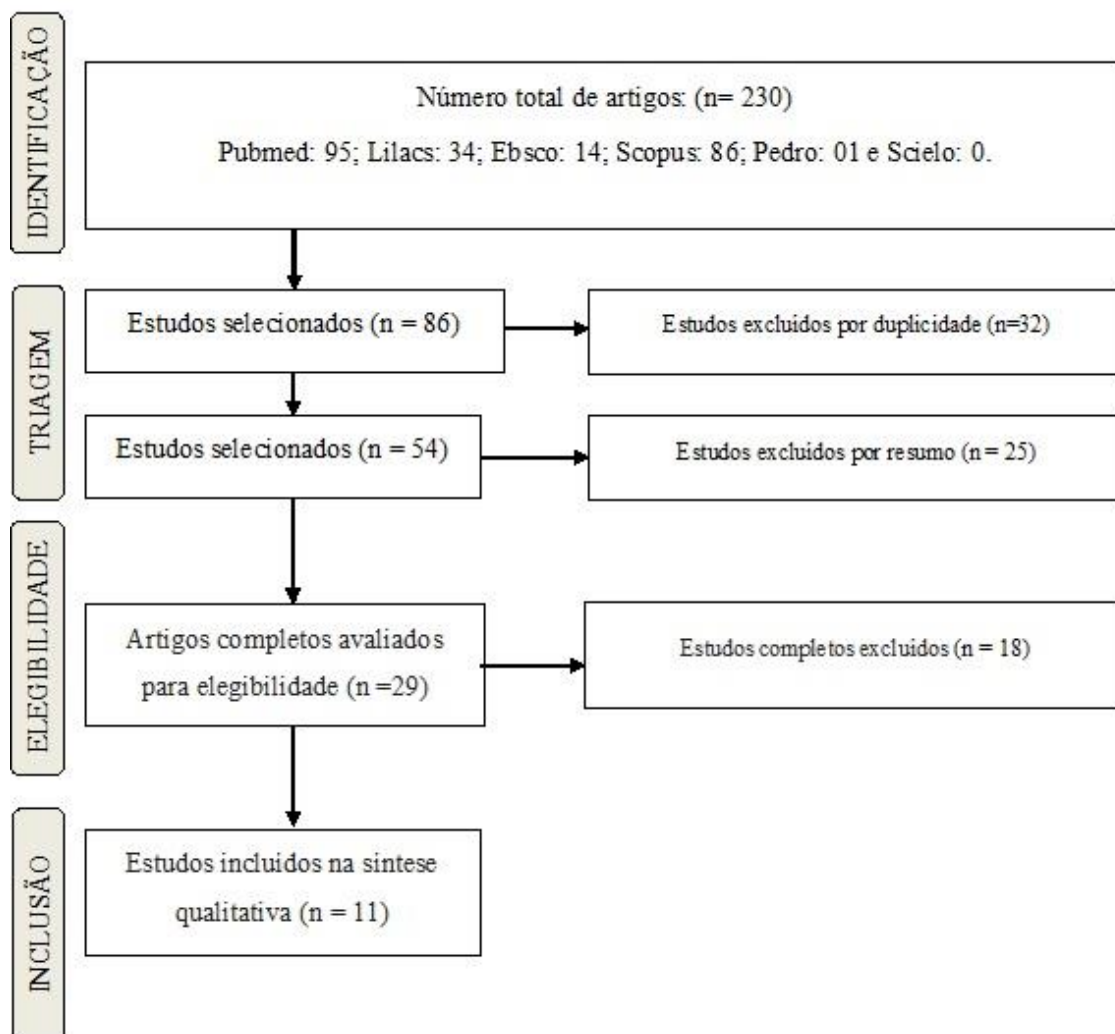 IDENTIFICAÇÃO
Número total de artigos: (n= 230)
Pubmed: 95; Lilacs: 34; Ebsco: 14; Scopus: 86; Pedro: 01 e Scielo: 0.
TRIAGEM
Estudos selecionados (n = 86)
Estudos excluidos por duplicidade (n=32)
Estudos selecionados (n = 54)
Estudos excluidos por resumo (n = 25)
ELEGIBILIDADE
Artigos completos avaliados
para elegibilidade (n =29)
Estudos completos excluidos (n = 18)
INCLUSÃO
Estudos incluidos na sintese
qualitativa (n = 11)